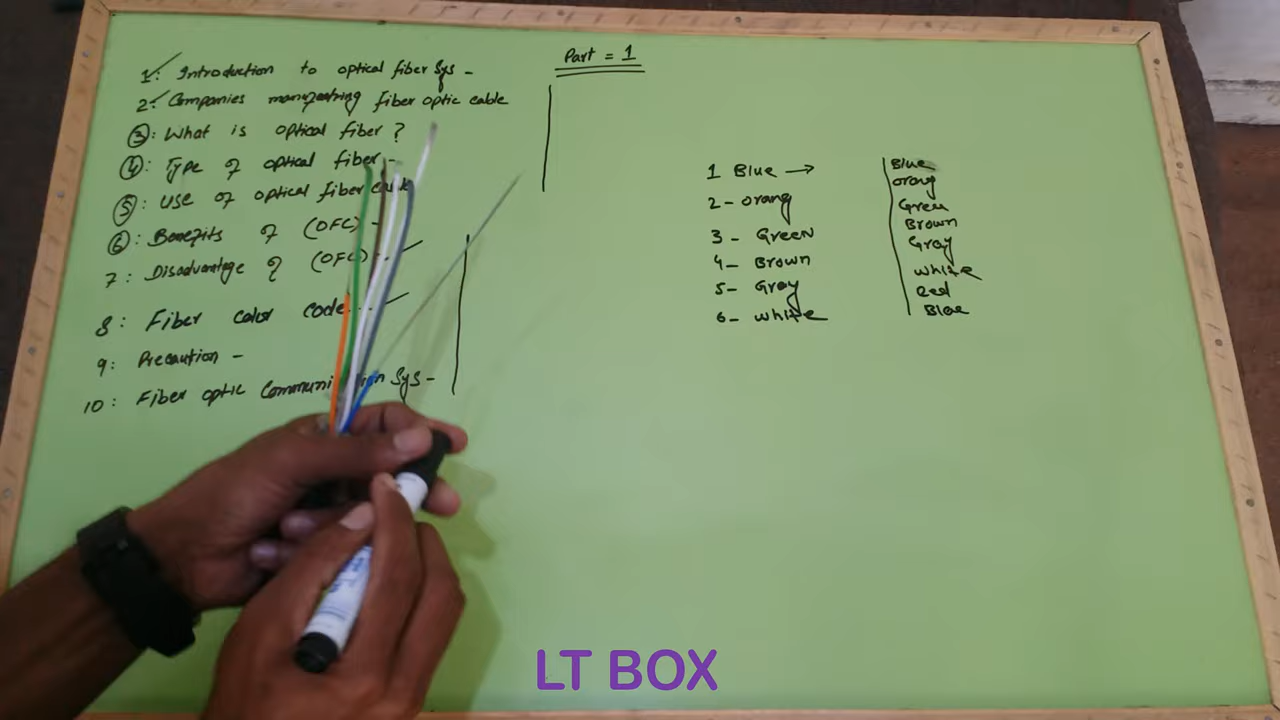 Part = 1
1: Introduction to optical fiber Sys -
2: Companies fiber optic cable
3: What is optical fiber?
4: Type of optical fiber -
5: Use of optical fiber
6: Benefits of (OFC) -
7: Disadvantage of (OFC) -
8: Fiber color code
9: Precaution -
10: Fiber optic Communi Sys -
1 Blue →
2- orang
3- Green
4- Brown
5- Gray
6- white
Blue
orang
Green
Brown
Gray
white
Red
Blae
LT BOX